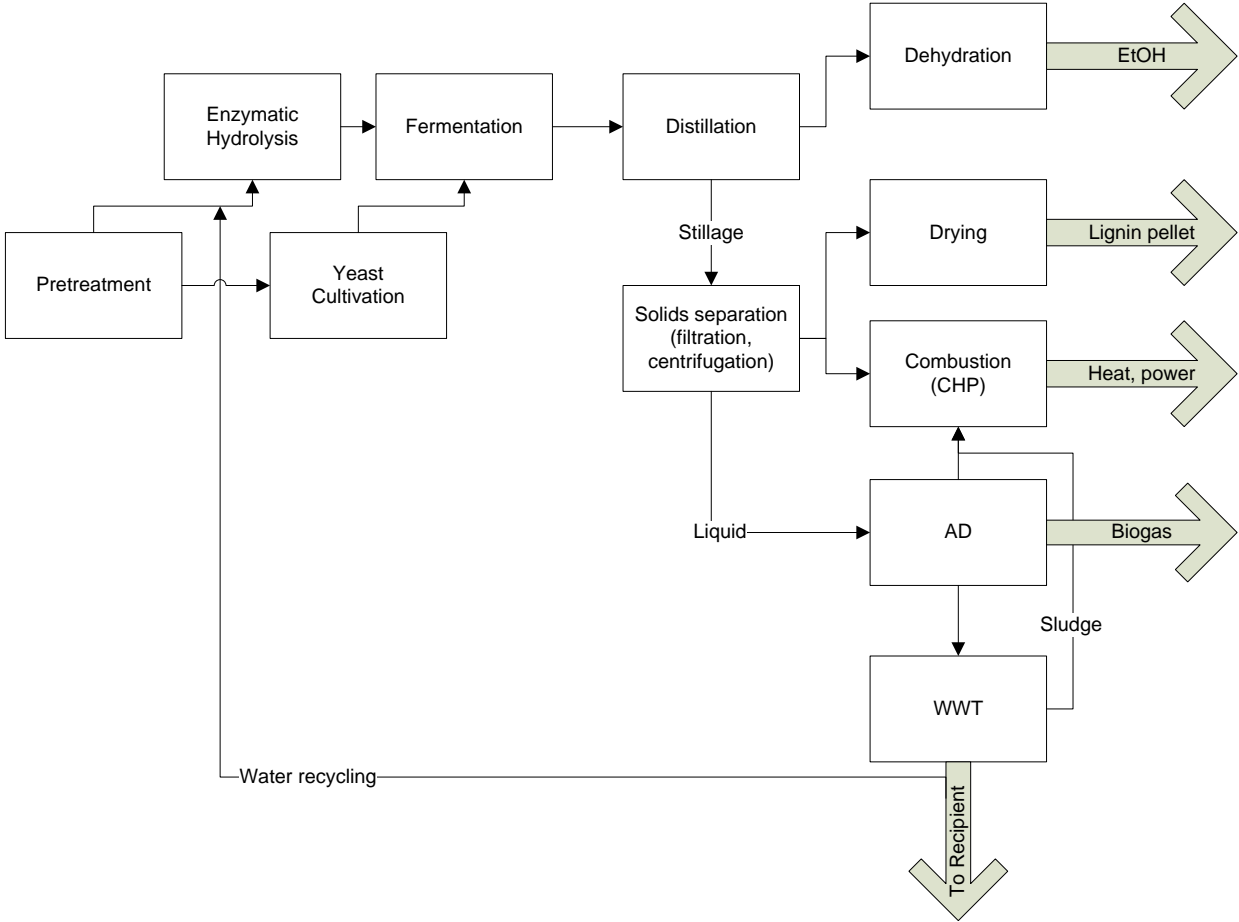 Dehydration
EtOH
Enzymatic
Hydrolysis
Fermentation
Distillation
Stillage
Drying
Lignin pellet
Pretreatment
Yeast
Cultivation
Solids separation
(filtration,
centrifugation)
Combustion
(CHP)
Heat, power
Liquid
AD
Biogas
Sludge
WWT
Water recycling
To Recipient